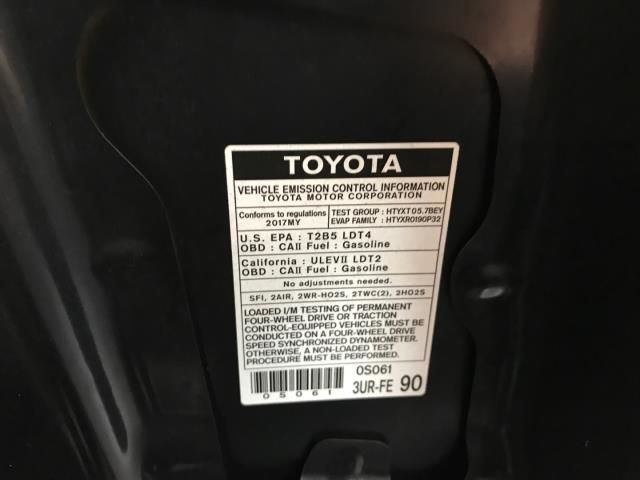 TOYOTA
VEHICLE EMISSION CONTROL INFORMATION
TOYOTA MOTOR CORPORATION
Conforms to regulations
2017MY
TEST GROUP : HTYXT05.7BEY
EVAP FAMILY : HTYXR0190P32
U.S. EPA : T2B5 LDT4
OBD : CAII Fuel : Gasoline
California : ULEVII LDT2
OBD : CAII Fuel : Gasoline
No adjustments needed.
SFI, 2AIR, 2WR-HO2S, 2TWC(2), 2HO2S
LOADED I/M TESTING OF PERMANENT
FOUR-WHEEL DRIVE OR TRACTION
CONTROL-EQUIPPED VEHICLES MUST BE
CONDUCTED ON A FOUR-WHEEL DRIVE
SPEED SYNCHRONIZED DYNAMOMETER.
OTHERWISE, A NON-LOADED TEST
PROCEDURE MUST BE PERFORMED.
0S061
0S061
3UR-FE 90